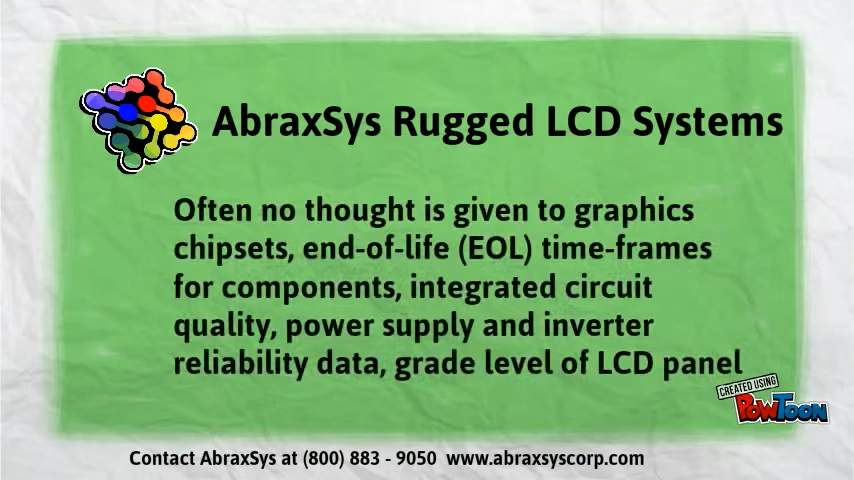 AbraxSys Rugged LCD Systems
Often no thought is given to graphics
chipsets, end-of-life (EOL) time-frames
for components, integrated circuit
quality, power supply and inverter
reliability data, grade level of LCD panel
CREATED USING
POWTOON
Contact AbraxSys at (800) 883 - 9050 www.abraxsyscorp.com